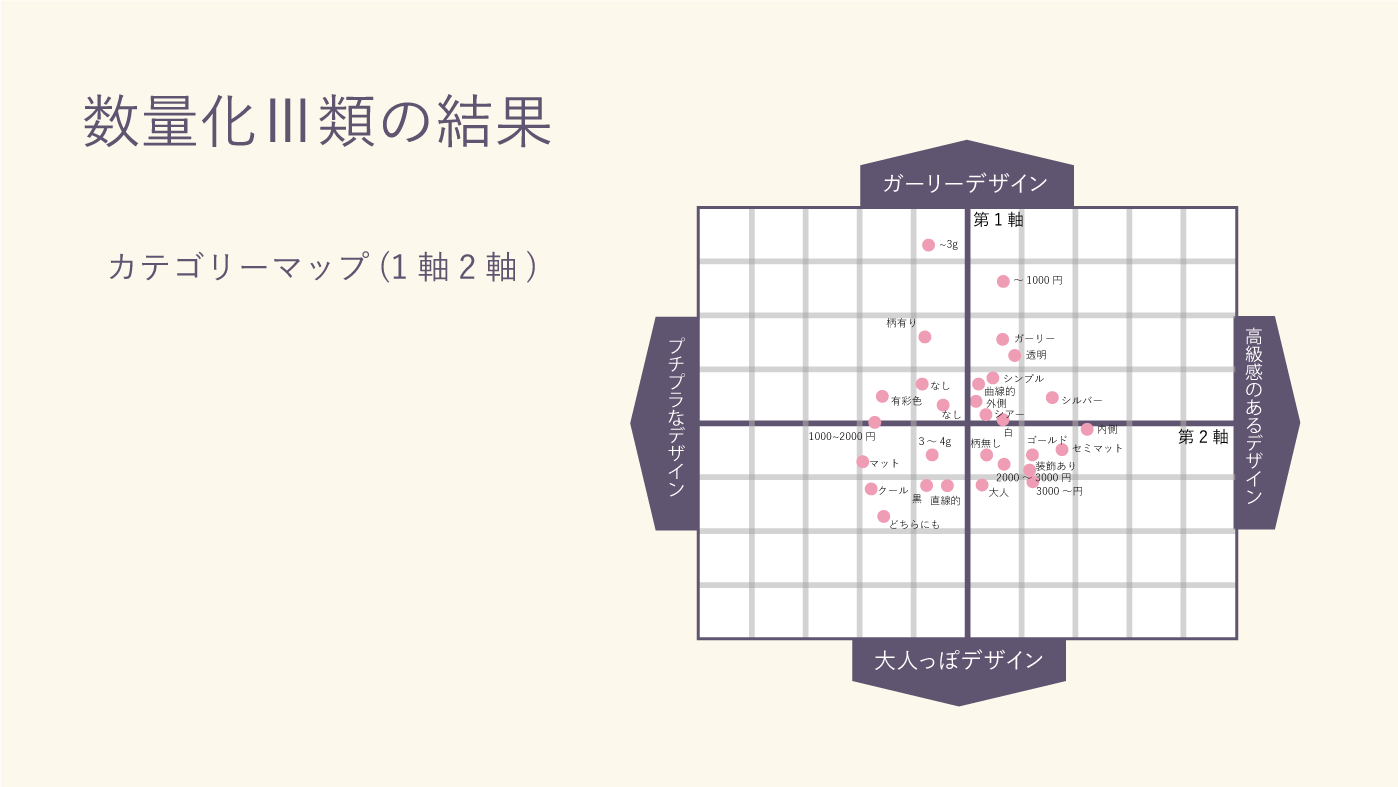 数量化Ⅲ類の結果
カテゴリーマップ(1軸2軸)
ガーリーデザイン
第1軸
~3g
～1000円
柄有り
ガーリー
透明
シンプル
なし
曲線的
有彩色
外側
シルバー
なし
シアー
白
内側
第2軸
1000~2000円
3～4g
柄無し
ゴールド
セミマット
マット
装飾あり
2000～3000円
クール
黒
直線的
大人
3000～円
どちらにも
プチプラなデザイン
高級感のあるデザイン
大人っぽデザイン